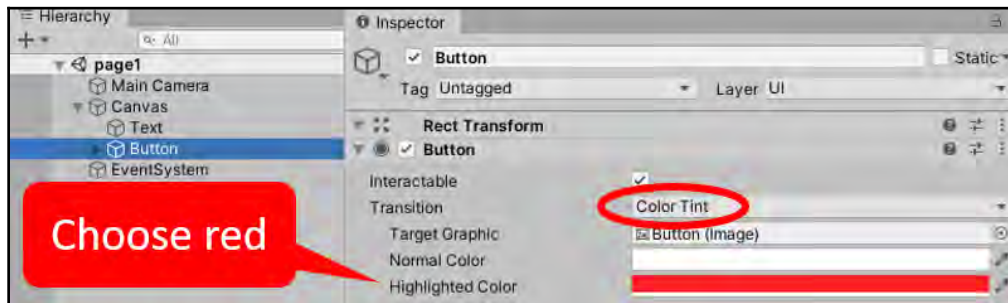 Hierarchy
All
page1
Main Camera
Canvas
Text
Button
EventSystem
Choose red
Inspector
Button
Static
Tag Untagged Layer UI
Rect Transform
Button
Interactable
Transition Color Tint
Target Graphic Button (Image)
Normal Color
Highlighted Color